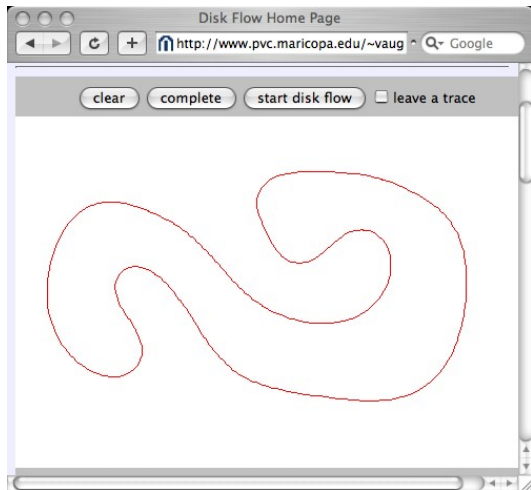 Disk Flow Home Page
http://www.pvc.maricopa.edu/~vaug
Google
clear complete start disk flow leave a trace